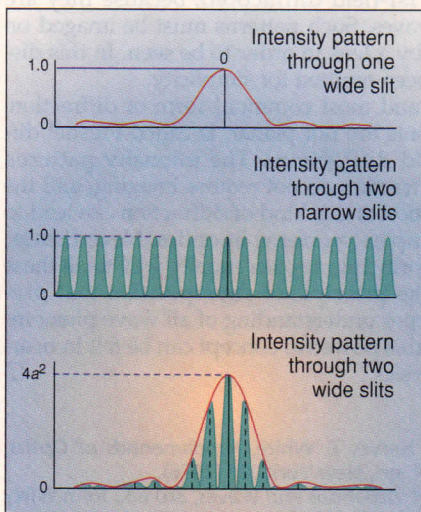 Intensity pattern
through one
wide slit
0
1.0
0
Intensity pattern
through two
narrow slits
1.0
0
Intensity pattern
through two
wide slits
4a²
0